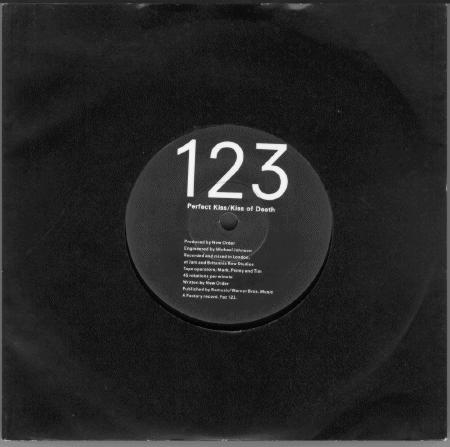 123
Perfect Kiss/Kiss of Death
Produced by New Order
Engineered by Michael Johnson
Recorded and mixed in London,
at Jam and Britannia Row Studios
Tape operators, Mark, Penny and Tim
45 rotations per minute
Written by New Order
Published by Bemusic/Warner Bros. Music
A Factory record. Fac 123.